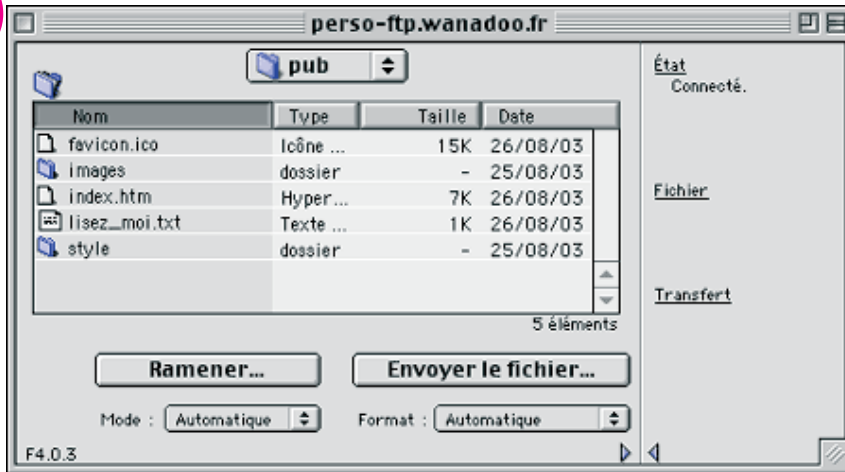 perso-ftp.wanadoo.fr
pub
Nom Type Taille Date
favicon.ico Icône ... 15K 26/08/03
images dossier - 25/08/03
index.htm Hyper... 7K 26/08/03
lisez_moi.txt Texte ... 1K 26/08/03
style dossier - 25/08/03
5 éléments
Ramener... Envoyer le fichier...
Mode : Automatique Format : Automatique
F4.0.3
État
Connecté.
Fichier
Transfert